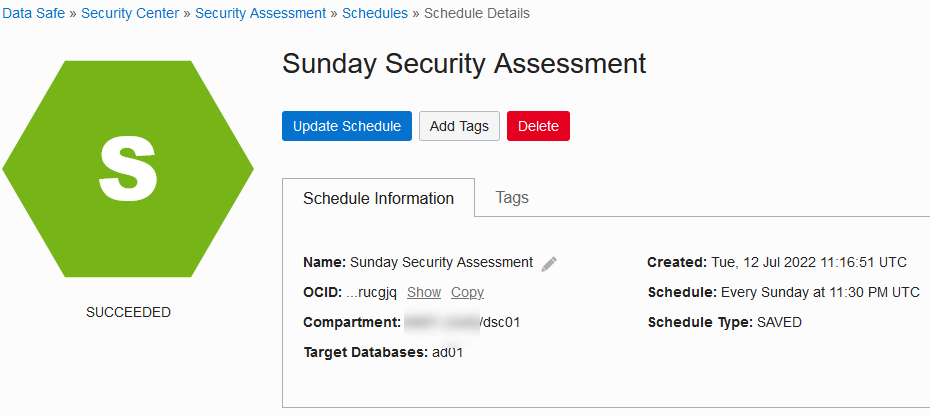 Data Safe » Security Center » Security Assessment » Schedules » Schedule Details
Sunday Security Assessment
Update Schedule Add Tags Delete
S
SUCCEEDED
Schedule Information Tags
Name: Sunday Security Assessment Created: Tue, 12 Jul 2022 11:16:51 UTC
OCID: ...rucgjq Show Copy Schedule: Every Sunday at 11:30 PM UTC
Compartment: /dsc01 Schedule Type: SAVED
Target Databases: ad01